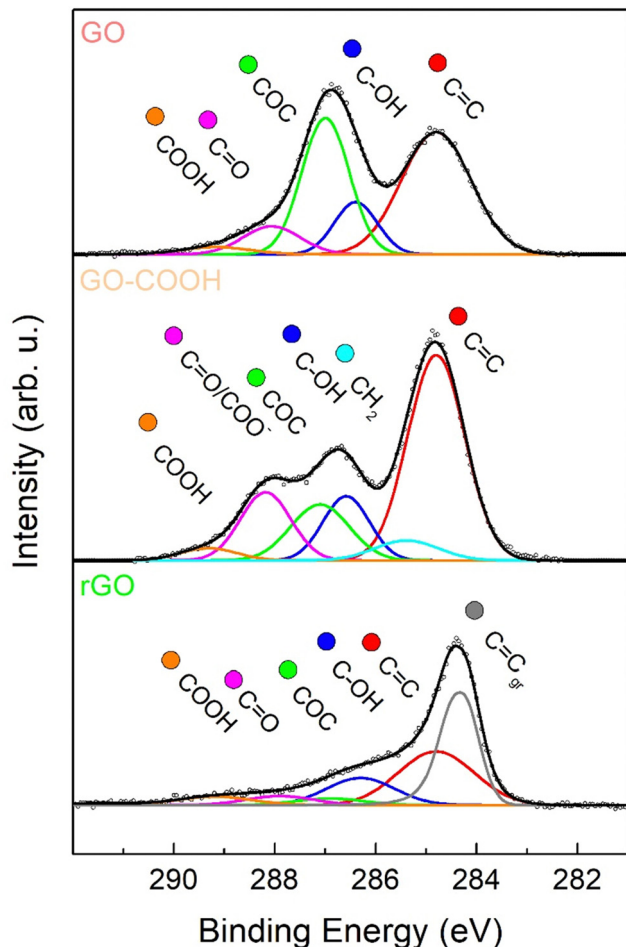 GO
COOH
C=O
COC
C-OH
C=C
GO-COOH
COOH
C=O/COO⁻
COC
C-OH
CH₂
C=C
rGO
COOH
C=O
COC
C-OH
C=C
C=C gr
Intensity (arb. u.)
290 288 286 284 282
Binding Energy (eV)